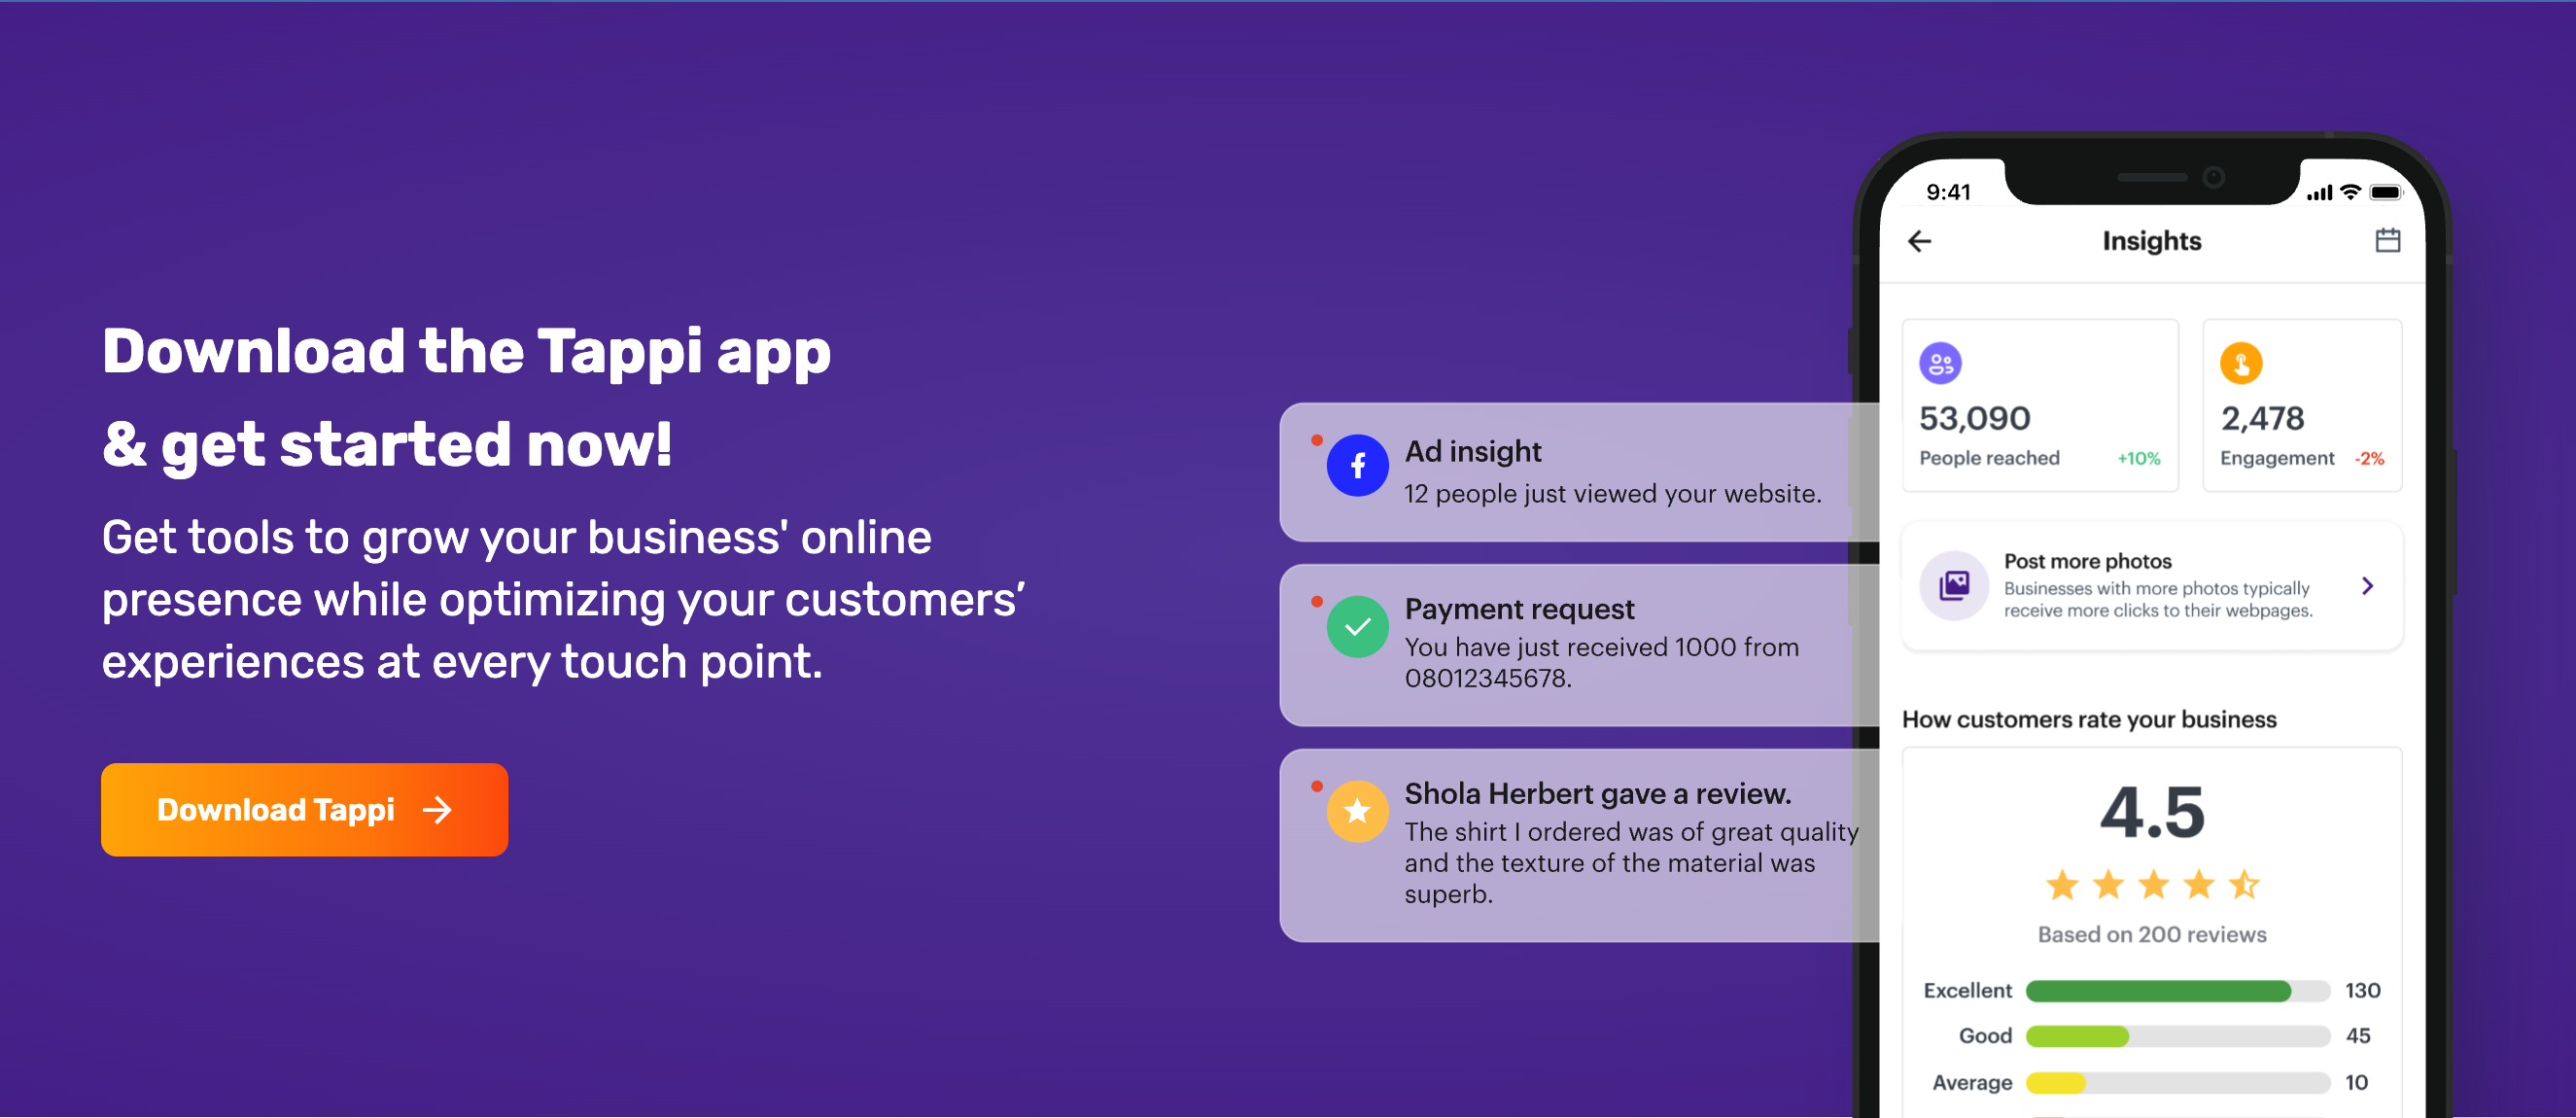 Download the Tappi app
& get started now!
Get tools to grow your business' online
presence while optimizing your customers’
experiences at every touch point.
Download Tappi
Ad insight
12 people just viewed your website.
Payment request
You have just received 1000 from
08012345678.
Shola Herbert gave a review.
The shirt I ordered was of great quality
and the texture of the material was
superb.
9:41
Insights
53,090
People reached +10%
2,478
Engagement -2%
Post more photos
Businesses with more photos typically
receive more clicks to their webpages.
How customers rate your business
4.5
Based on 200 reviews
Excellent 130
Good 45
Average 10